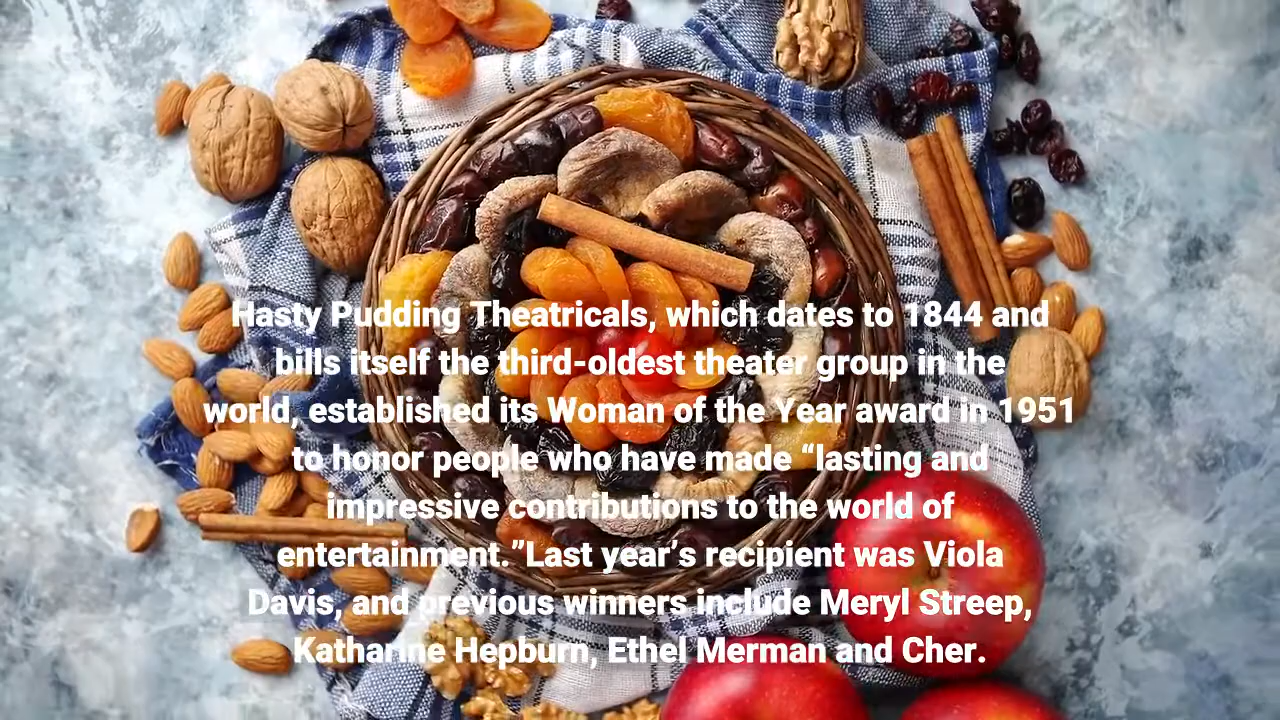 Hasty Pudding Theatricals, which dates to 1844 and
bills itself the third-oldest theater group in the
world, established its Woman of the Year award in 1951
to honor people who have made “lasting and
impressive contributions to the world of
entertainment.”Last year’s recipient was Viola
Davis, and previous winners include Meryl Streep,
Katharine Hepburn, Ethel Merman and Cher.